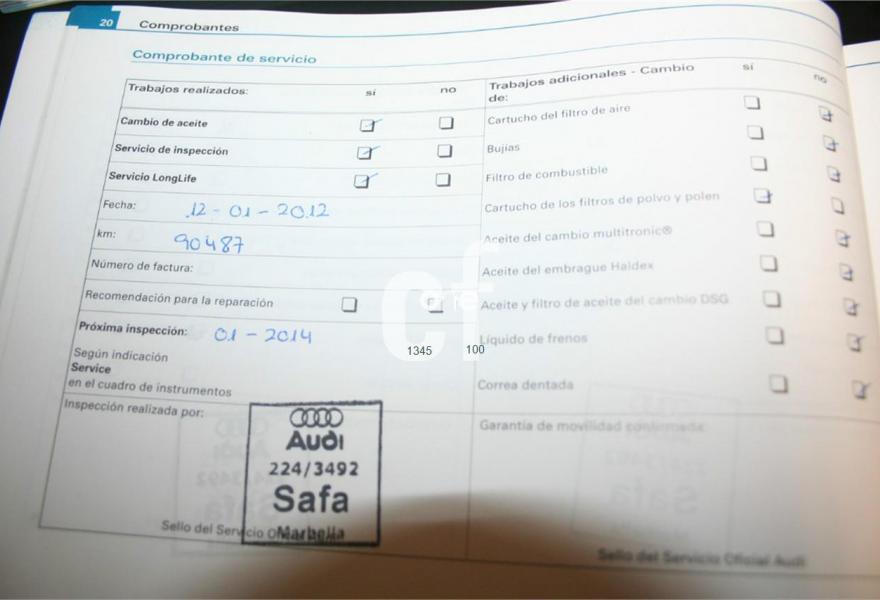 20 Comprobantes
Comprobante de servicio
Trabajos realizados: sí no
Cambio de aceite
Servicio de inspección
Servicio LongLife
Fecha: 12 - 01 - 2012
km: 90487
Número de factura:
Recomendación para la reparación
Próxima inspección: 01 - 2014
Según indicación
Service
en el cuadro de instrumentos
Inspección realizada por:
Audi
224/3492
Safa
Marbella
Sello del Servicio
Trabajos adicionales - Cambio sí no
de:
Cartucho del filtro de aire
Bujías
Filtro de combustible
Cartucho de los filtros de polvo y polen
Aceite del cambio multitronic®
Aceite del embrague Haldex
Aceite y filtro de aceite del cambio DSG
Líquido de frenos
Correa dentada
Garantía de movilidad confirmada:
Sello del Servicio Oficial Audi
cf
1345 100